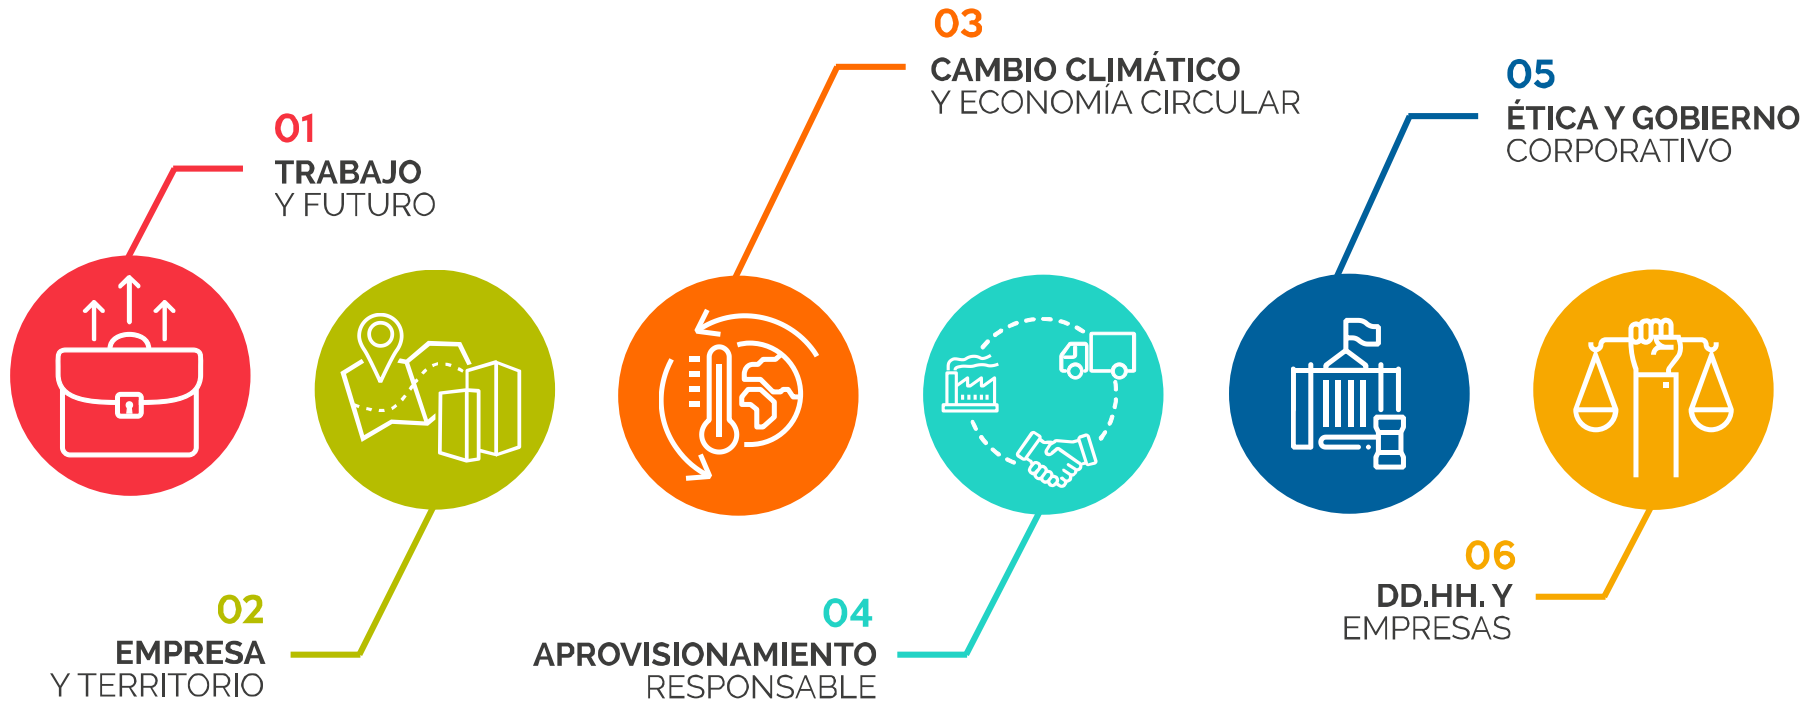 01
TRABAJO
Y FUTURO
02
EMPRESA
Y TERRITORIO
03
CAMBIO CLIMÁTICO
Y ECONOMÍA CIRCULAR
04
APROVISIONAMIENTO
RESPONSABLE
05
ÉTICA Y GOBIERNO
CORPORATIVO
06
DD.HH. Y
EMPRESAS